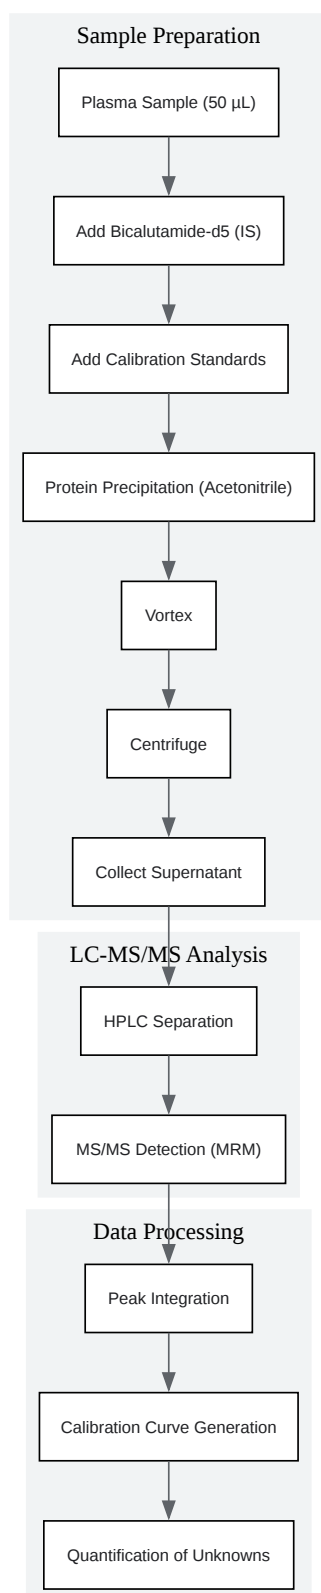 Sample Preparation
Plasma Sample (50 µL)
Add Bicalutamide-d5 (IS)
Add Calibration Standards
Protein Precipitation (Acetonitrile)
Vortex
Centrifuge
Collect Supernatant
LC-MS/MS Analysis
HPLC Separation
MS/MS Detection (MRM)
Data Processing
Peak Integration
Calibration Curve Generation
Quantification of Unknowns